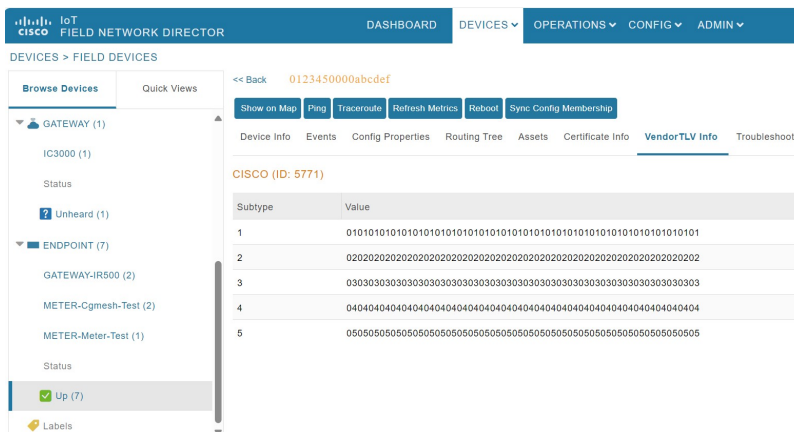 cisco IoT
FIELD NETWORK DIRECTOR
DASHBOARD DEVICES OPERATIONS CONFIG ADMIN
DEVICES > FIELD DEVICES
Browse Devices Quick Views
GATEWAY (1)
IC3000 (1)
Status
? Unheard (1)
ENDPOINT (7)
GATEWAY-IR500 (2)
METER-Cgmesh-Test (2)
METER-Meter-Test (1)
Status
Up (7)
Labels
<< Back 0123450000abcdef
Show on Map Ping Traceroute Refresh Metrics Reboot Sync Config Membership
Device Info Events Config Properties Routing Tree Assets Certificate Info VendorTLV Info Troubleshoot
CISCO (ID: 5771)
Subtype Value
1 0101010101010101010101010101010101010101010101010101010101010101
2 0202020202020202020202020202020202020202020202020202020202020202
3 0303030303030303030303030303030303030303030303030303030303030303
4 0404040404040404040404040404040404040404040404040404040404040404
5 0505050505050505050505050505050505050505050505050505050505050505